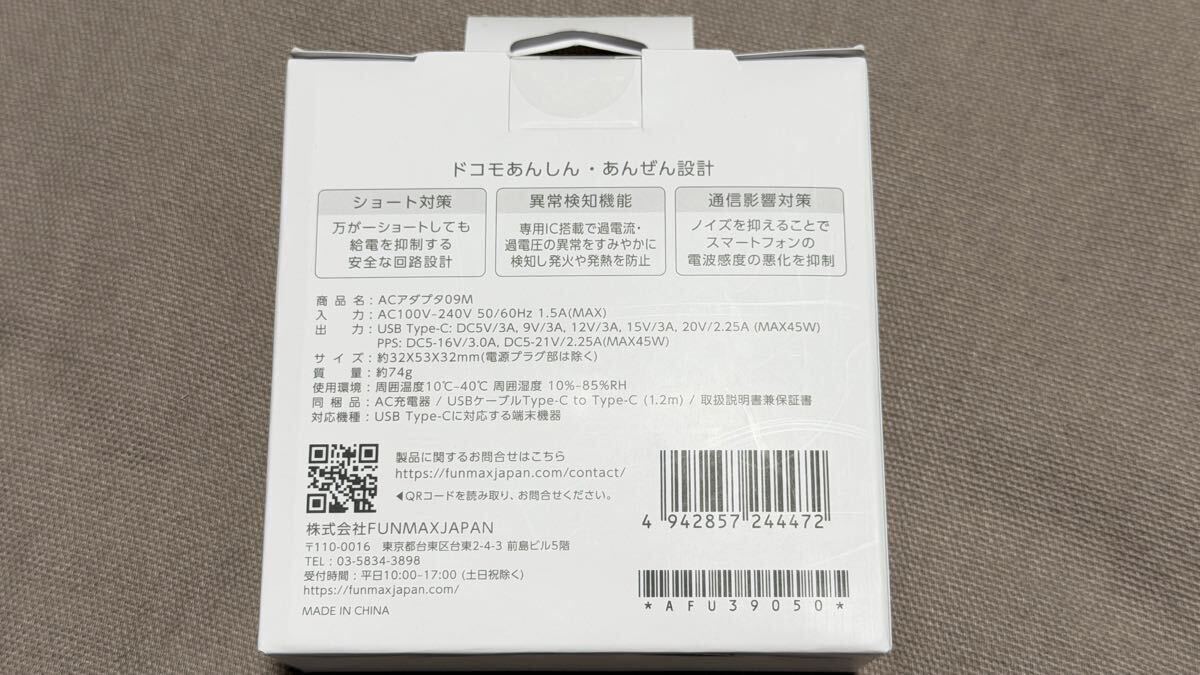 ドコモあんしん・あんぜん設計
ショート対策
万が一ショートしても
給電を抑制する
安全な回路設計
異常検知機能
専用IC搭載で過電流・
過電圧の異常をすみやかに
検知し発火や発熱を防止
通信影響対策
ノイズを抑えることで
スマートフォンの
電波感度の悪化を抑制
商品名：ACアダプタ09M
入力：AC100V-240V 50/60Hz 1.5A(MAX)
出力：USB Type-C: DC5V/3A, 9V/3A, 12V/3A, 15V/3A, 20V/2.25A (MAX45W)
PPS: DC5-16V/3.0A, DC5-21V/2.25A(MAX45W)
サイズ：約32X53X32mm(電源プラグ部は除く)
質量：約74g
使用環境：周囲温度10℃-40℃ 周囲湿度 10%-85%RH
同梱品：AC充電器 / USBケーブルType-C to Type-C (1.2m) / 取扱説明書兼保証書
対応機種：USB Type-Cに対応する端末機器
製品に関するお問合せはこちら
https://funmaxjapan.com/contact/
◀QRコードを読み取り、お問合せください。
株式会社FUNMAXJAPAN
〒110-0016 東京都台東区台東2-4-3 前島ビル5階
TEL : 03-5834-3898
受付時間 : 平日10:00-17:00 (土日祝除く)
https://funmaxjapan.com/
MADE IN CHINA
4 942857 244472
*AFU39050*